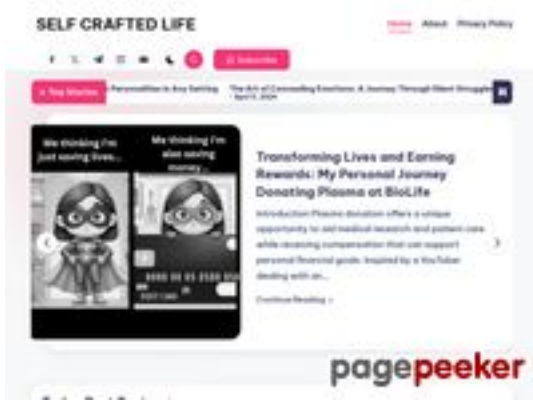 SELF CRAFTED LIFE
Home About Privacy Policy
Subscribe
Top Stories Personalities in Any Setting The Art of Concealing Emotions: A Journey Through Silent Struggles
April 11, 2024
Me thinking I'm
just saving lives...
Me thinking I'm
also saving
money...
Transforming Lives and Earning
Rewards: My Personal Journey
Donating Plasma at BioLife
Introduction Plasma donation offers a unique
opportunity to aid medical research and patient care
while receiving compensation that can support
personal financial goals. Inspired by a YouTuber
dealing with an...
Continue Reading
pagepeeker